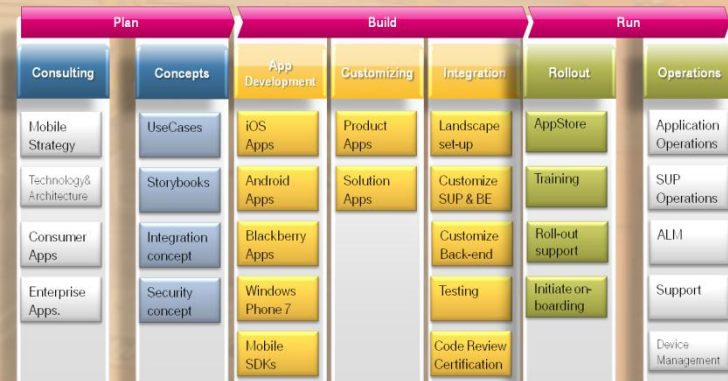 Plan
Build
Run
Consulting
Concepts
App
Development
Customizing
Integration
Rollout
Operations
Mobile
Strategy
Technology&
Architecture
Consumer
Apps
Enterprise
Apps.
UseCases
Storybooks
Integration
concept
Security
concept
iOS
Apps
Android
Apps
Blackberry
Apps
Windows
Phone 7
Mobile
SDKs
Product
Apps
Solution
Apps
Landscape
set-up
Customize
SUP & BE
Customize
Back-end
Testing
Code Review
Certification
AppStore
Training
Roll-out
support
Initiate on-
boarding
Application
Operations
SUP
Operations
ALM
Support
Device
Management